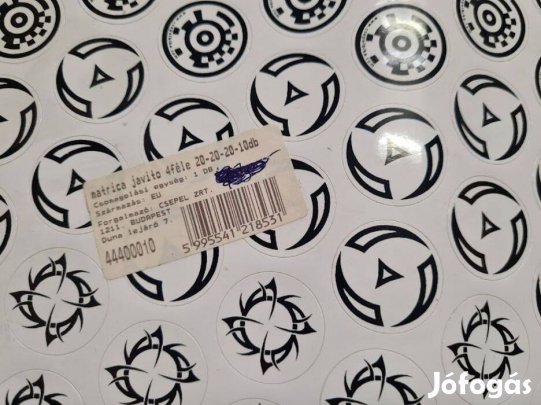 matrica javito 4féle 20-20-20-10db
Csomagolási egység: 1 DB
Származás: EU
Forgalmazó: CSEPEL ZRT.
1211. BUDAPEST
Duna lejáró 7.
44400010
5 995541 218531
Jófogás